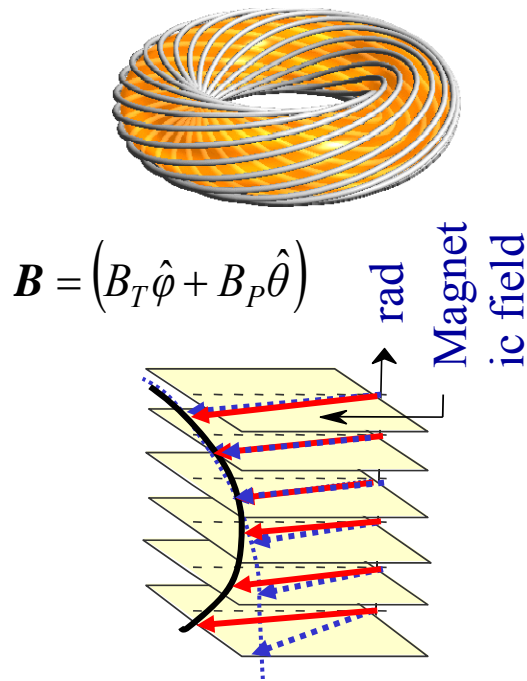 𝑩 = (B_T φ̂ + B_P θ̂)
rad
Magnet
ic field